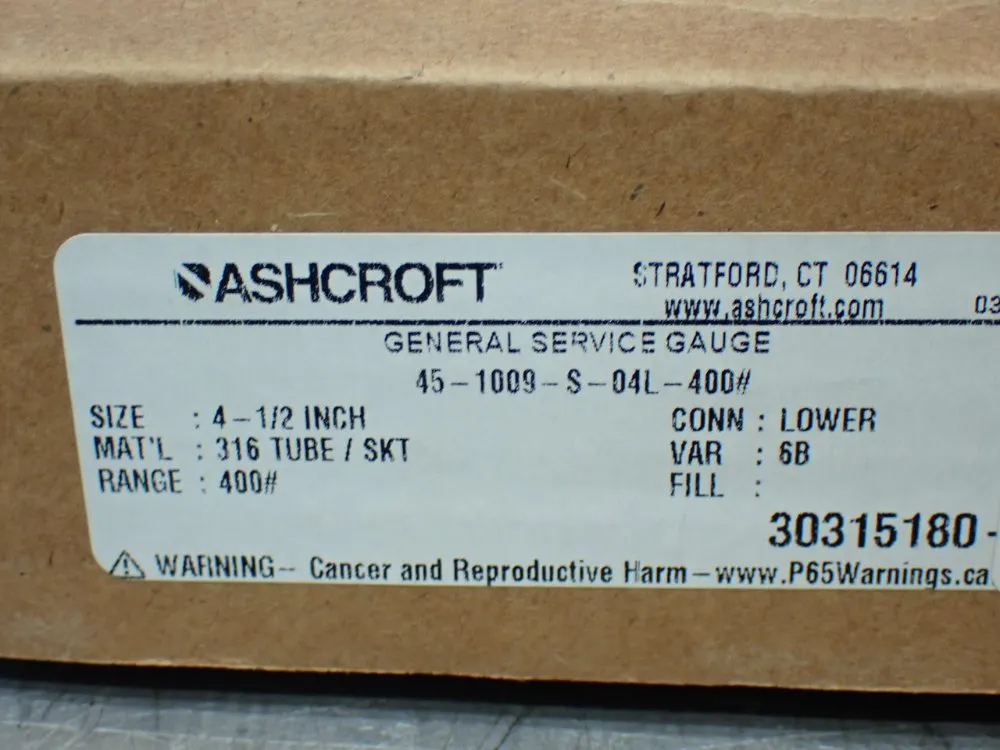 ASHCROFT
STRATFORD, CT 06614
www.ashcroft.com 03
GENERAL SERVICE GAUGE
45-1009-S-04L-400#
SIZE : 4-1/2 INCH
CONN : LOWER
MAT'L : 316 TUBE / SKT
VAR : 6B
RANGE : 400#
FILL :
30315180-
⚠ WARNING-- Cancer and Reproductive Harm-www.P65Warnings.ca